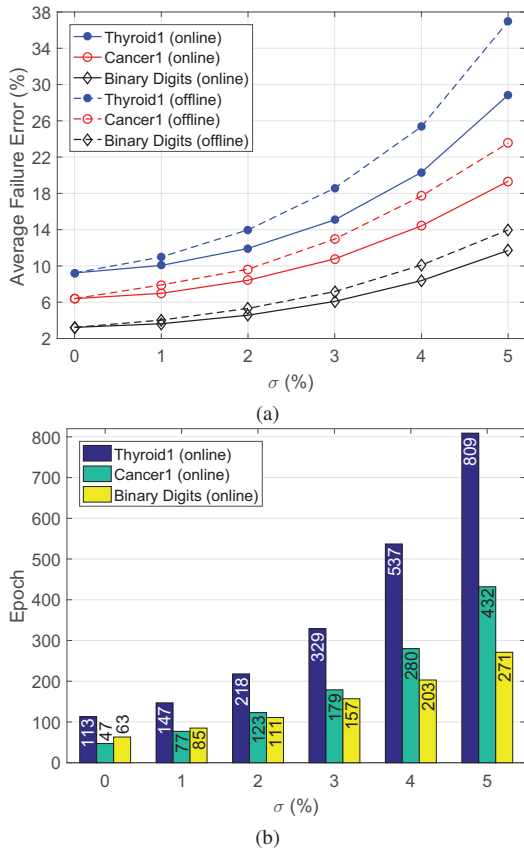 38
34
30
26
22
18
14
10
6
2
Average Failure Error (%)
Thyroid1 (online)
Cancer1 (online)
Binary Digits (online)
Thyroid1 (offline)
Cancer1 (offline)
Binary Digits (offline)
0 1 2 3 4 5
σ (%)
(a)
800
700
600
500
400
300
200
100
0
Epoch
Thyroid1 (online)
Cancer1 (online)
Binary Digits (online)
113 47 63
147 77 85
218 123 111
329 179 157
537 280 203
809 432 271
0 1 2 3 4 5
σ (%)
(b)